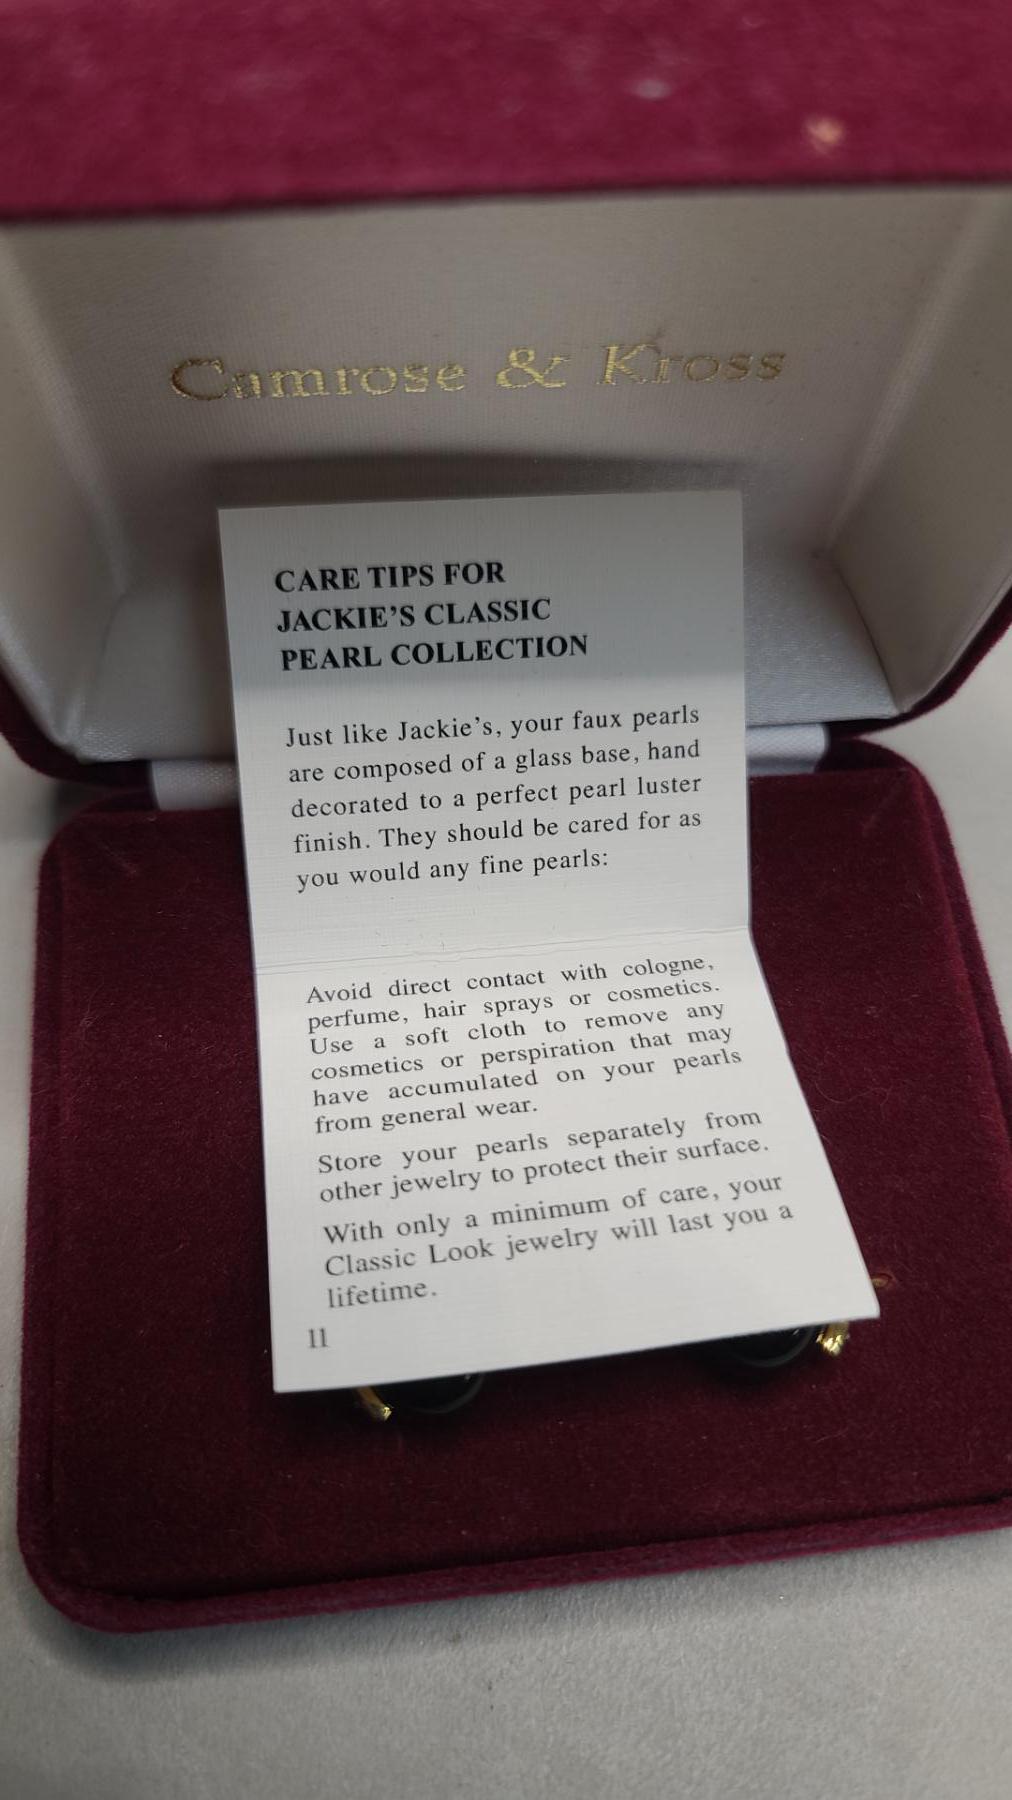 Camrose & Kross
CARE TIPS FOR
JACKIE'S CLASSIC
PEARL COLLECTION
Just like Jackie's, your faux pearls
are composed of a glass base, hand
decorated to a perfect pearl luster
finish. They should be cared for as
you would any fine pearls:
Avoid direct contact with cologne,
perfume, hair sprays or cosmetics.
Use a soft cloth to remove any
cosmetics or perspiration that may
have accumulated on your pearls
from general wear.
Store your pearls separately from
other jewelry to protect their surface.
With only a minimum of care, your
Classic Look jewelry will last you a
lifetime.
11